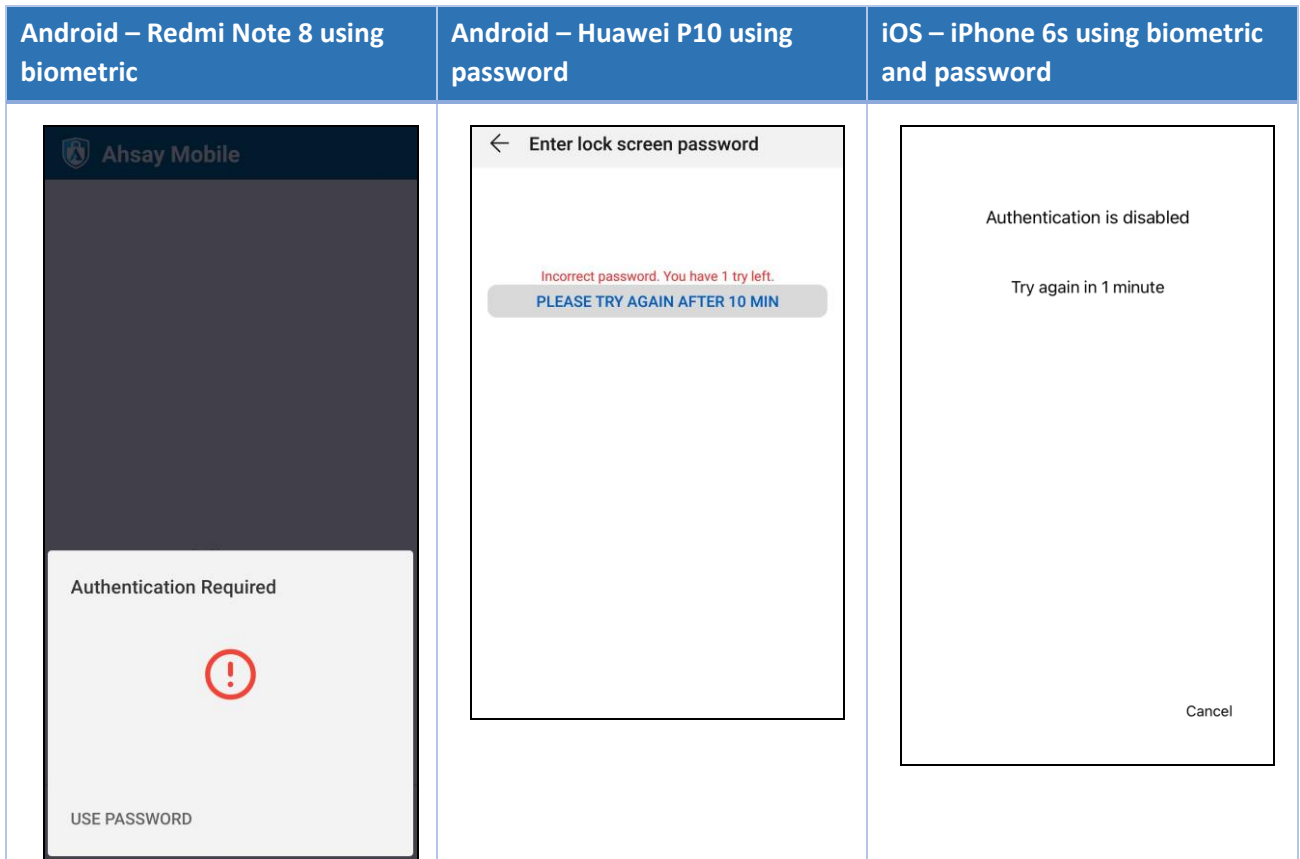 Android – Redmi Note 8 using
biometric
Android – Huawei P10 using
password
iOS – iPhone 6s using biometric
and password
Ahsay Mobile
Authentication Required
USE PASSWORD
Enter lock screen password
Incorrect password. You have 1 try left.
PLEASE TRY AGAIN AFTER 10 MIN
Authentication is disabled
Try again in 1 minute
Cancel